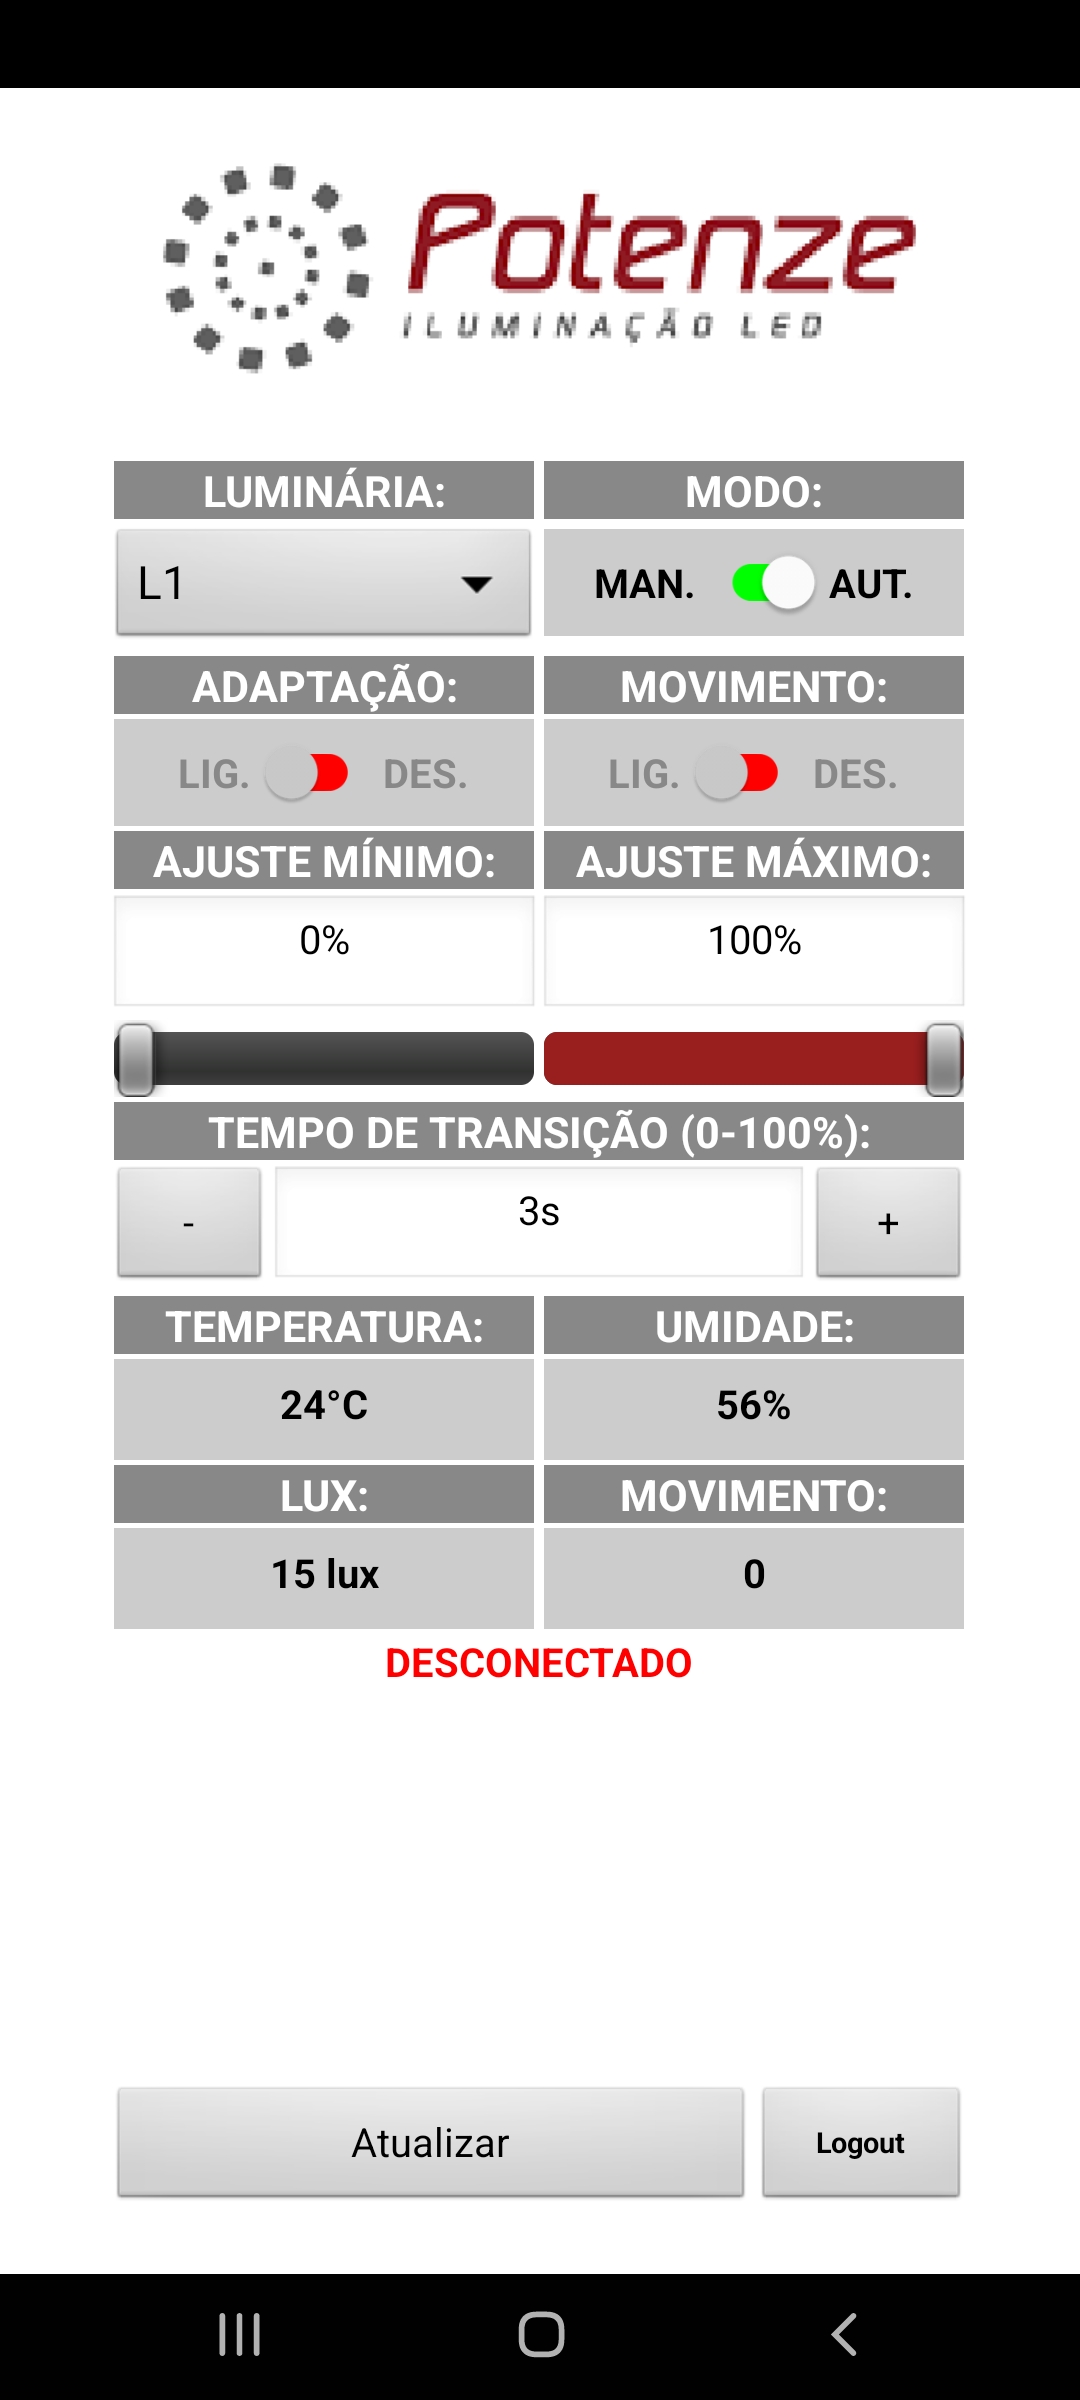 Potenze
ILUMINAÇÃO LED
LUMINÁRIA:
MODO:
L1
MAN.
AUT.
ADAPTAÇÃO:
MOVIMENTO:
LIG.
DES.
LIG.
DES.
AJUSTE MÍNIMO:
AJUSTE MÁXIMO:
0%
100%
TEMPO DE TRANSIÇÃO (0-100%):
-
3s
+
TEMPERATURA:
UMIDADE:
24°C
56%
LUX:
MOVIMENTO:
15 lux
0
DESCONECTADO
Atualizar
Logout